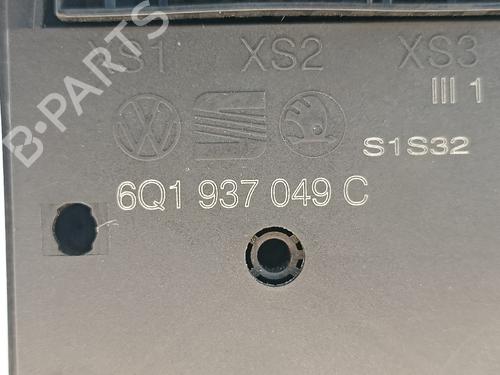 XS1 XS2 XS3
III 1
S1S32
6Q1 937 049 C
B-PARTS